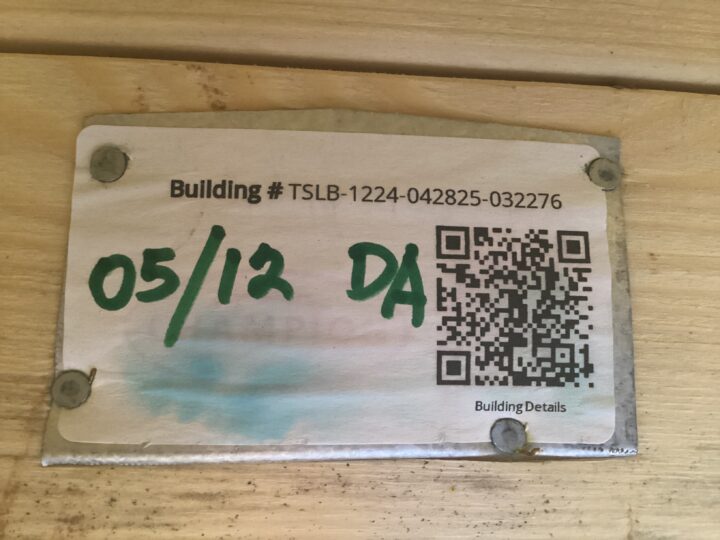 Building # TSLB-1224-042825-032276
05/12 DA
Building Details